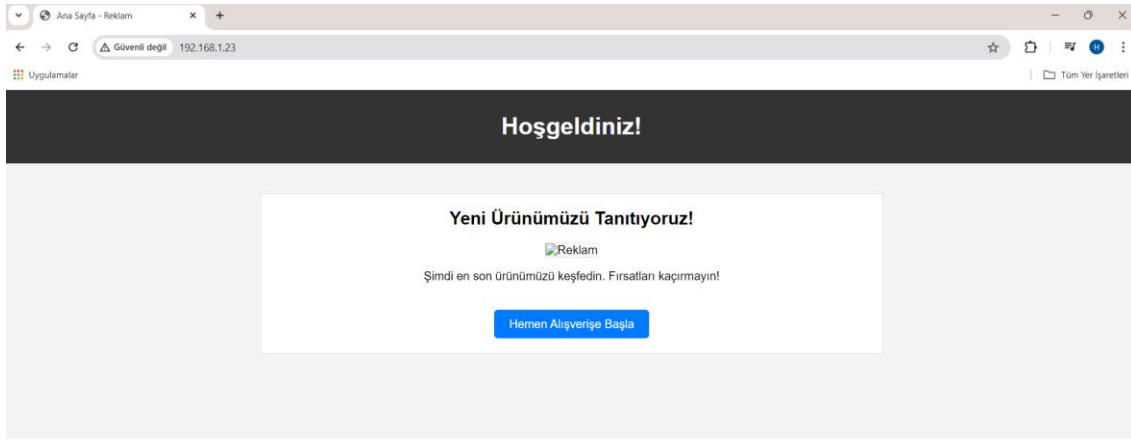 Ana Sayfa - Reklam
Güvenli değil 192.168.1.23
H
Uygulamalar
Tüm Yer İşaretleri
Hoşgeldiniz!
Yeni Ürünümüzü Tanıtıyoruz!
Reklam
Şimdi en son ürünümüzü keşfedin. Fırsatları kaçırmayın!
Hemen Alışverişe Başla